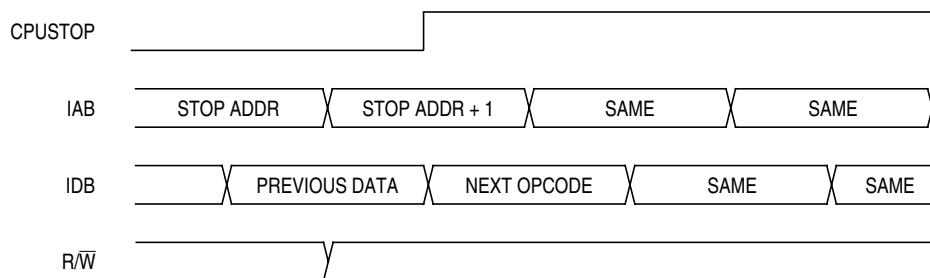 CPUSTOP
IAB STOP ADDR STOP ADDR + 1 SAME SAME
IDB PREVIOUS DATA NEXT OPCODE SAME SAME
R/W̅